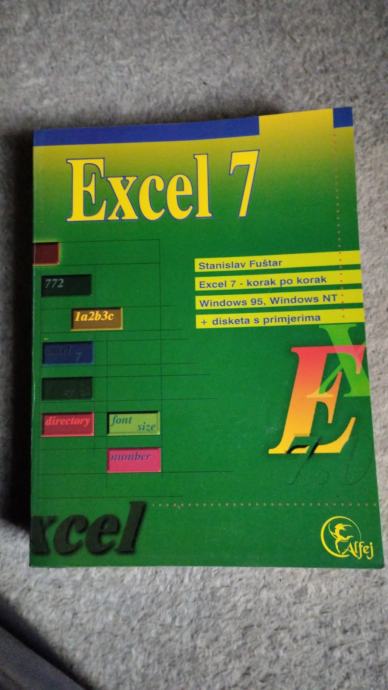 Excel 7
Stanislav Fuštar
Excel 7 - korak po korak
Windows 95, Windows NT
+ disketa s primjerima
772
1a2b3c
directory
font
size
number
xcel
Alfej